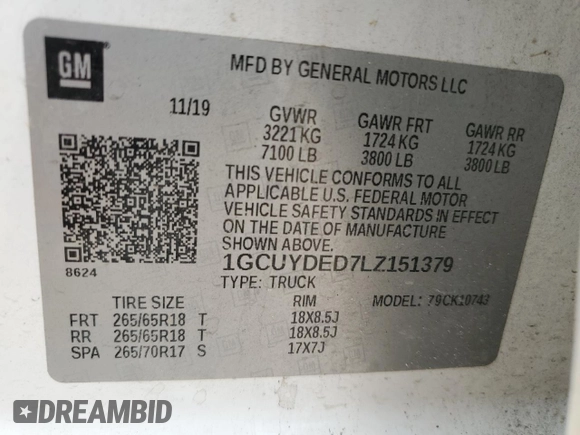 GM
MFD BY GENERAL MOTORS LLC
11/19 GVWR GAWR FRT GAWR RR
3221 KG 1724 KG 1724 KG
7100 LB 3800 LB 3800 LB
THIS VEHICLE CONFORMS TO ALL
APPLICABLE U.S. FEDERAL MOTOR
VEHICLE SAFETY STANDARDS IN EFFECT
ON THE DATE OF MANUFACTURE
SHOWN ABOVE.
8624 1GCUYDED7LZ151379
TYPE: TRUCK MODEL: 79CK10743
TIRE SIZE RIM
FRT 265/65R18 T 18X8.5J
RR 265/65R18 T 18X8.5J
SPA 265/70R17 S 17X7J
DREAMBID